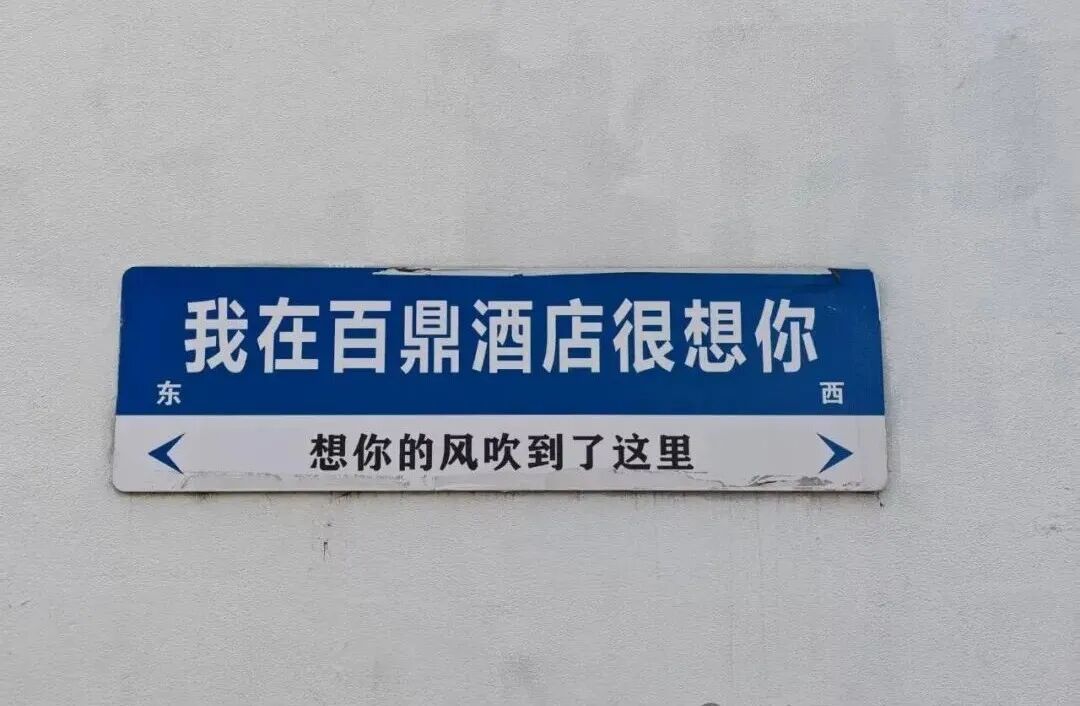 我在百鼎酒店很想你
东 西
想你的风吹到了这里